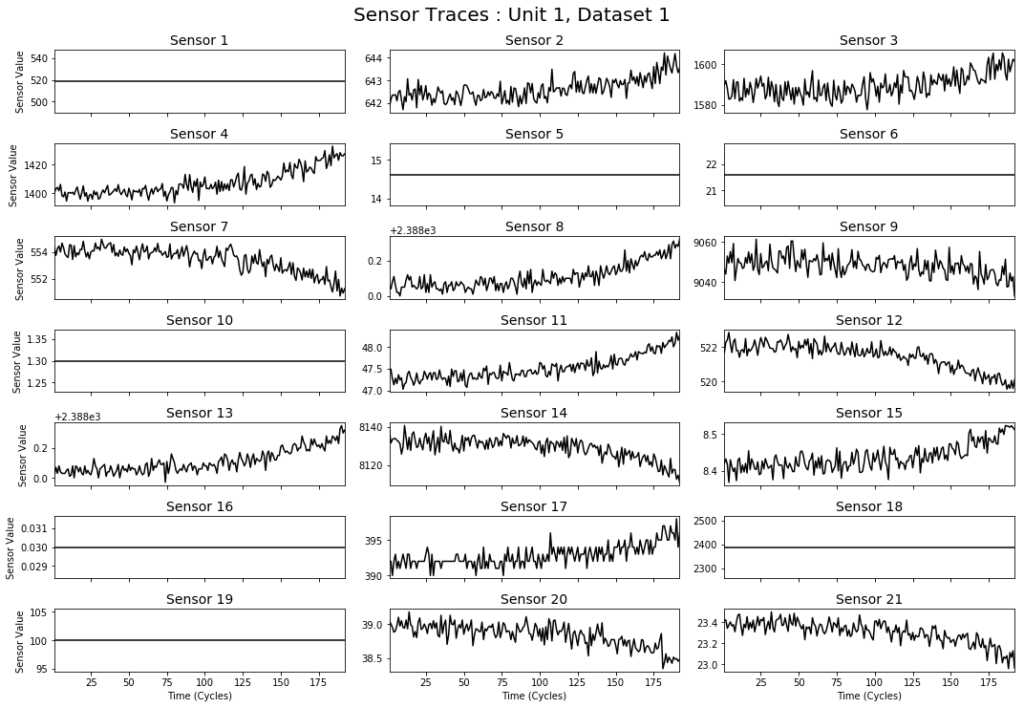 Sensor Traces : Unit 1, Dataset 1
Sensor 1
Sensor 2
Sensor 3
540
520
500
Sensor Value
644
643
642
1600
1580
Sensor 4
Sensor 5
Sensor 6
1420
1400
Sensor Value
15
14
22
21
Sensor 7
Sensor 8
Sensor 9
554
552
Sensor Value
+2.388e3
0.2
0.0
9060
9040
Sensor 10
Sensor 11
Sensor 12
1.35
1.30
1.25
Sensor Value
48.0
47.5
47.0
522
520
Sensor 13
Sensor 14
Sensor 15
+2.388e3
0.2
0.0
Sensor Value
8140
8120
8.5
8.4
Sensor 16
Sensor 17
Sensor 18
0.031
0.030
0.029
Sensor Value
395
390
2500
2400
2300
Sensor 19
Sensor 20
Sensor 21
105
100
95
Sensor Value
39.0
38.5
23.4
23.2
23.0
25 50 75 100 125 150 175
25 50 75 100 125 150 175
25 50 75 100 125 150 175
Time (Cycles)
Time (Cycles)
Time (Cycles)